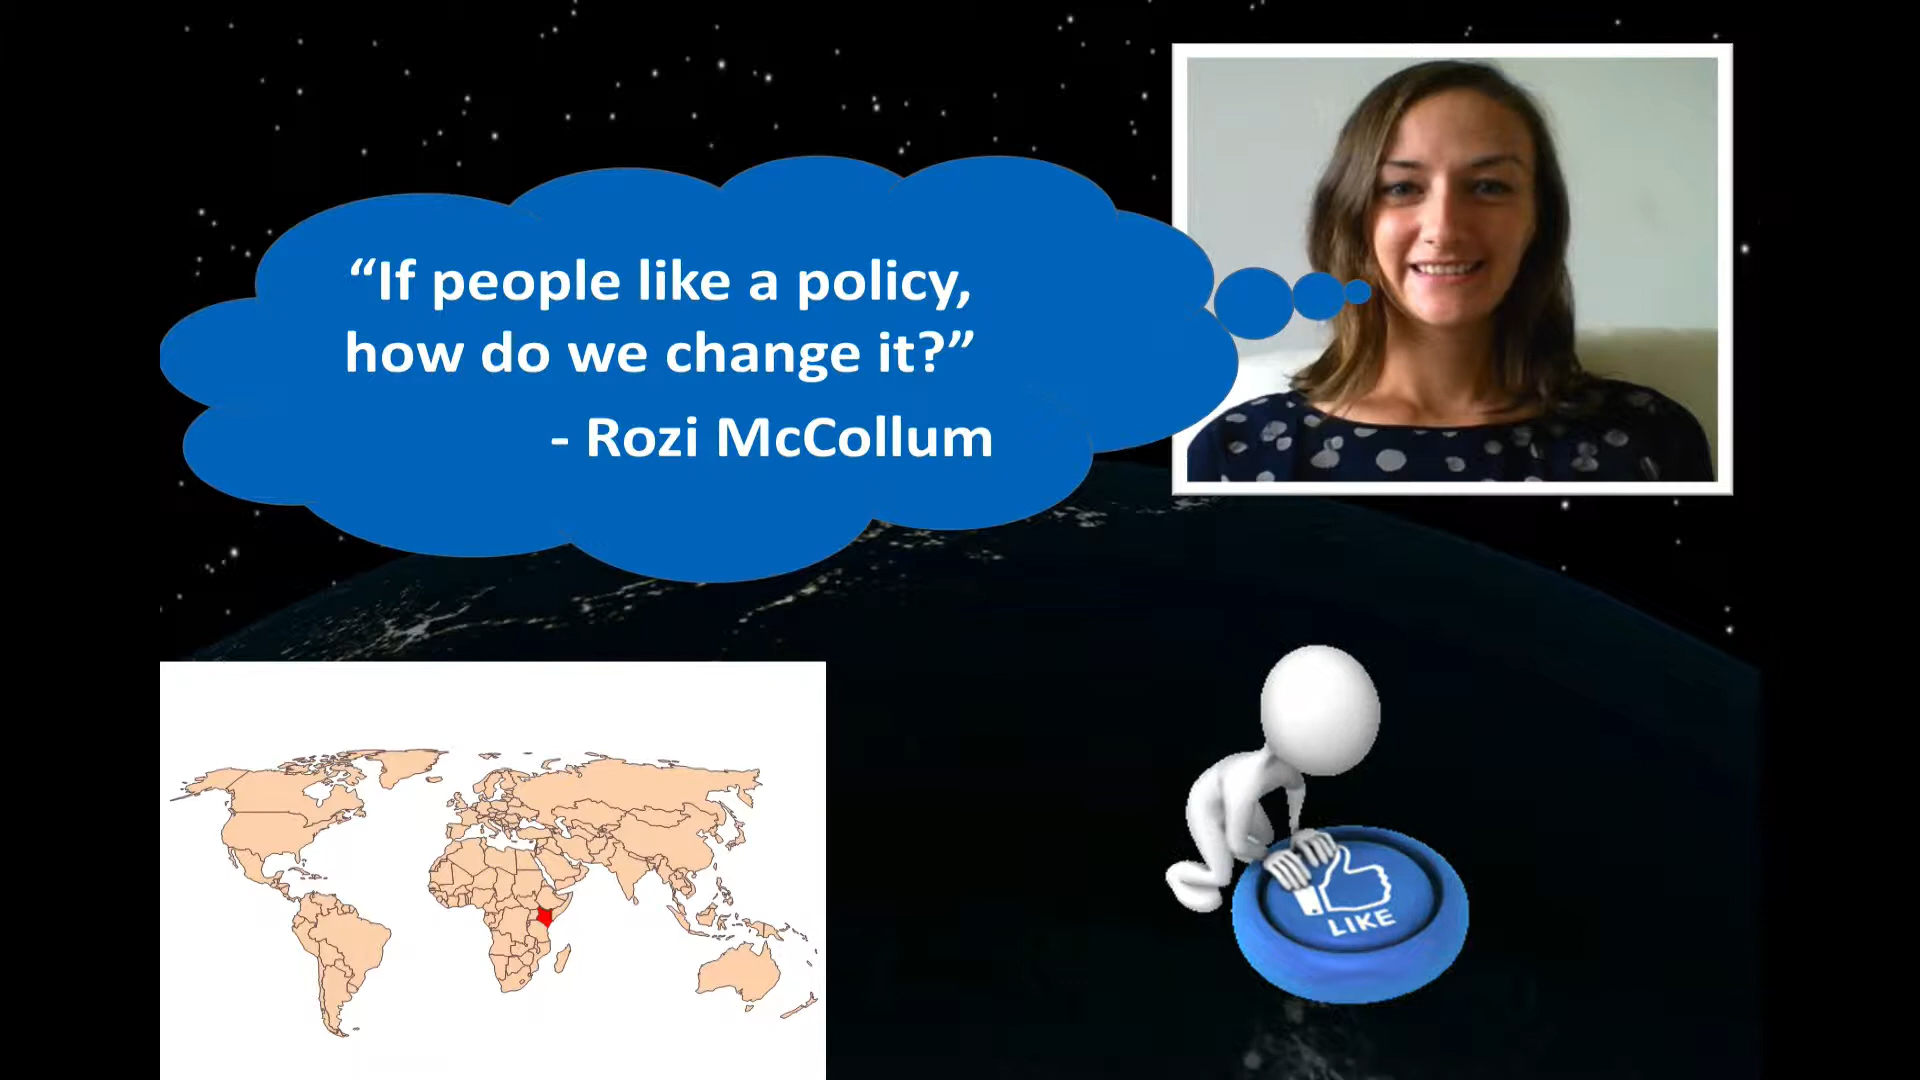 “If people like a policy,
how do we change it?”
- Rozi McCollum
LIKE